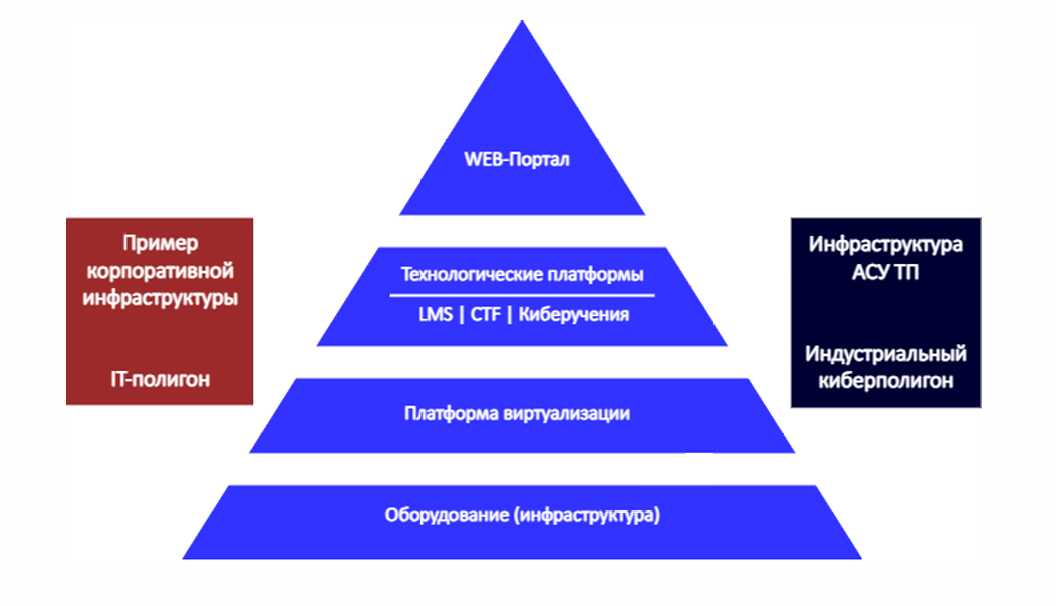 WEB-Портал
Пример
корпоративной
инфраструктуры
IT-полигон
Технологические платформы
LMS | CTF | Киберучения
Инфраструктура
АСУ ТП
Индустриальный
киберполигон
Платформа виртуализации
Оборудование (инфраструктура)